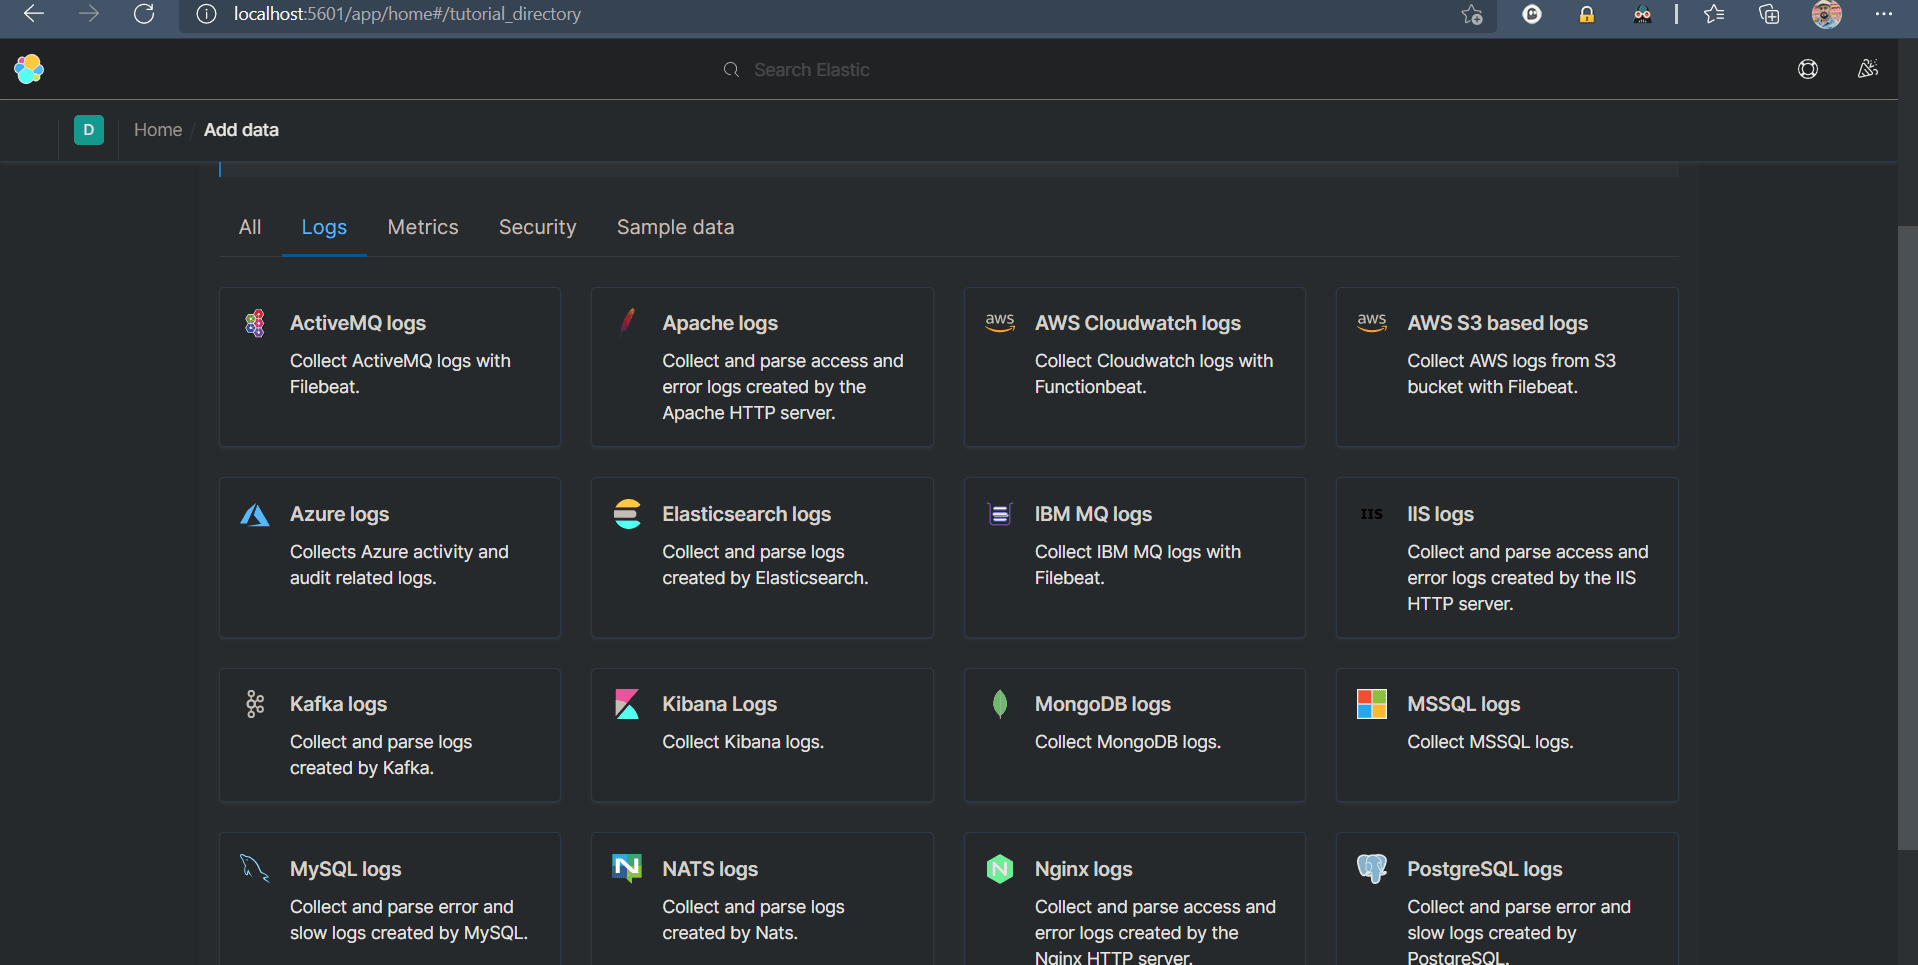 localhost:5601/app/home#/tutorial_directory
Search Elastic
D
Home / Add data
All Logs Metrics Security Sample data
ActiveMQ logs
Collect ActiveMQ logs with
Filebeat.
Apache logs
Collect and parse access and
error logs created by the
Apache HTTP server.
aws
AWS Cloudwatch logs
Collect Cloudwatch logs with
Functionbeat.
aws
AWS S3 based logs
Collect AWS logs from S3
bucket with Filebeat.
Azure logs
Collects Azure activity and
audit related logs.
Elasticsearch logs
Collect and parse logs
created by Elasticsearch.
IBM MQ logs
Collect IBM MQ logs with
Filebeat.
IIS
IIS logs
Collect and parse access and
error logs created by the IIS
HTTP server.
Kafka logs
Collect and parse logs
created by Kafka.
Kibana Logs
Collect Kibana logs.
MongoDB logs
Collect MongoDB logs.
MSSQL logs
Collect MSSQL logs.
MySQL logs
Collect and parse error and
slow logs created by MySQL.
N
NATS logs
Collect and parse logs
created by Nats.
N
Nginx logs
Collect and parse access and
error logs created by the
Nginx HTTP server.
PostgreSQL logs
Collect and parse error and
slow logs created by
PostgreSQL.